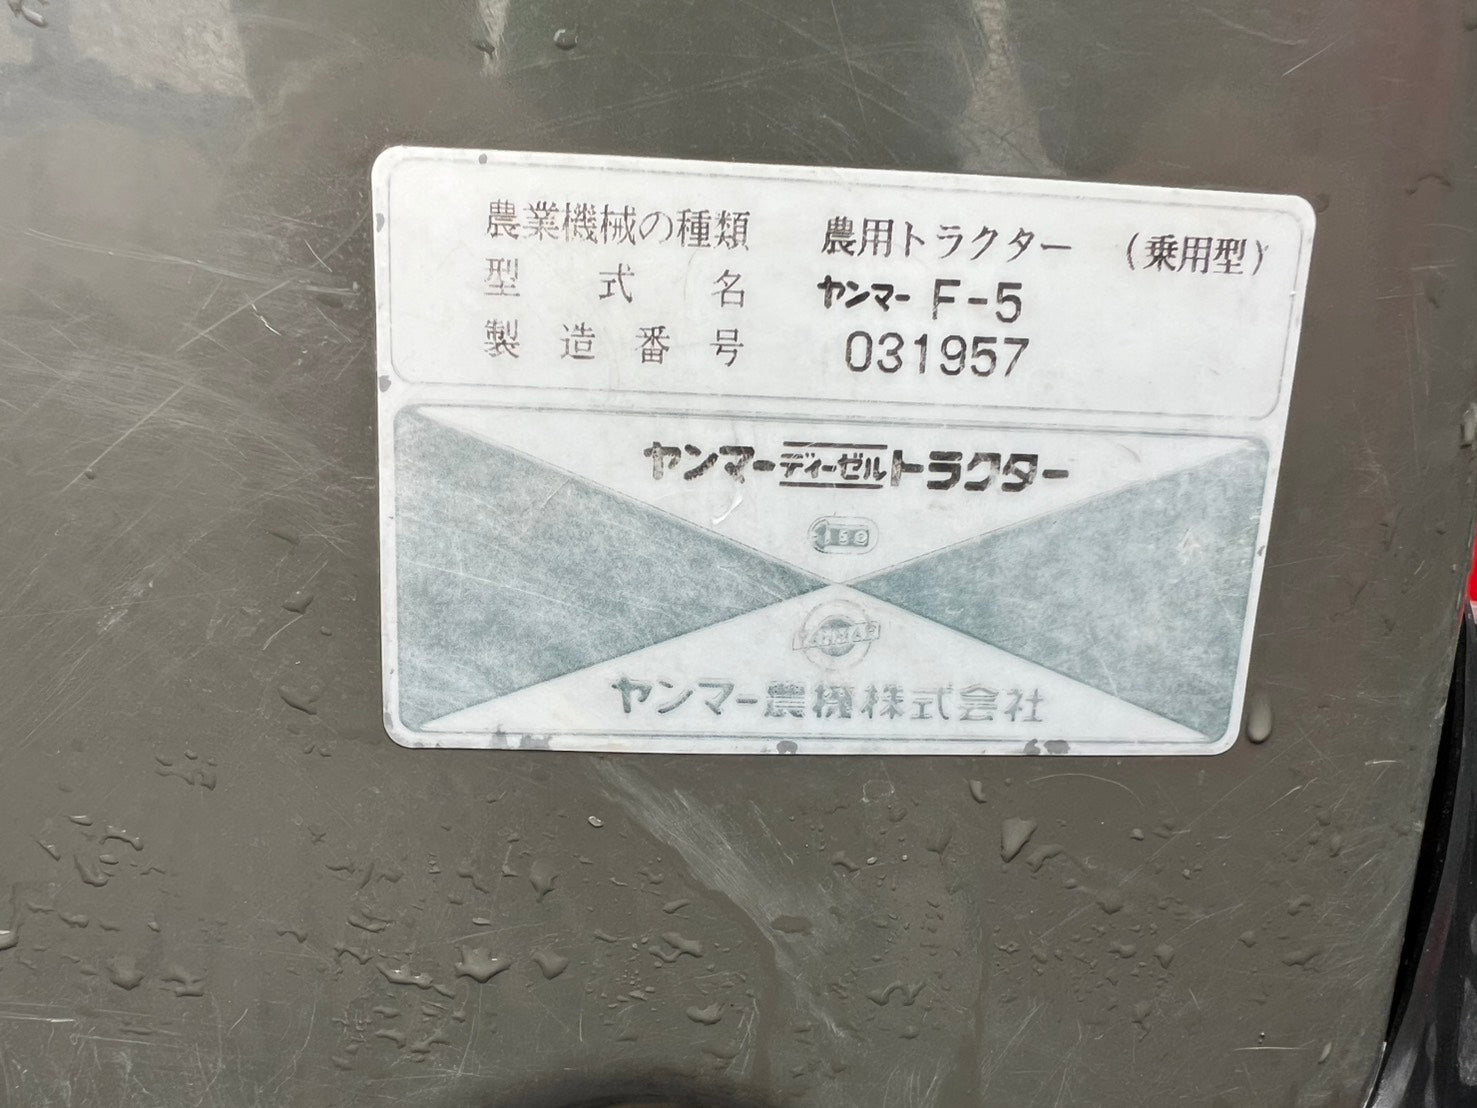 農業機械の種類 農用トラクター (乗用型)
型式名 ヤンマー F-5
製造番号 031957
ヤンマーディーゼルトラクター
YANMAR
ヤンマー農機株式会社